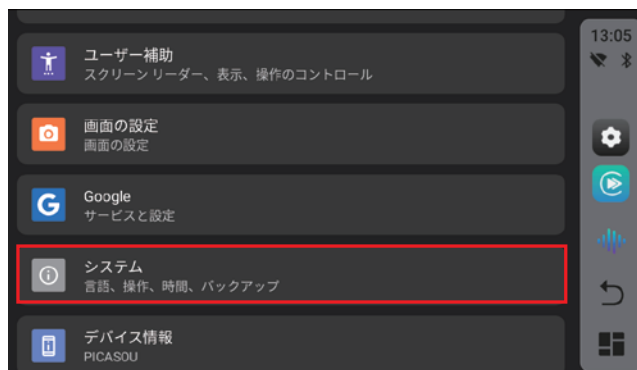 13:05
ユーザー補助
スクリーン リーダー、表示、操作のコントロール
画面の設定
画面の設定
Google
サービスと設定
システム
言語、操作、時間、バックアップ
デバイス情報
PICASOU